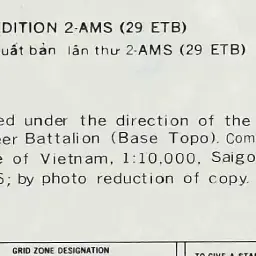 DITION 2-AMS (29 ETB)
uất bản lần thứ 2-AMS (29 ETB)
ed under the direction of the
er Battalion (Base Topo). Com
e of Vietnam, 1:10,000, Saigo
; by photo reduction of copy.
GRID ZONE DESIGNATION
TO GIVE A STA